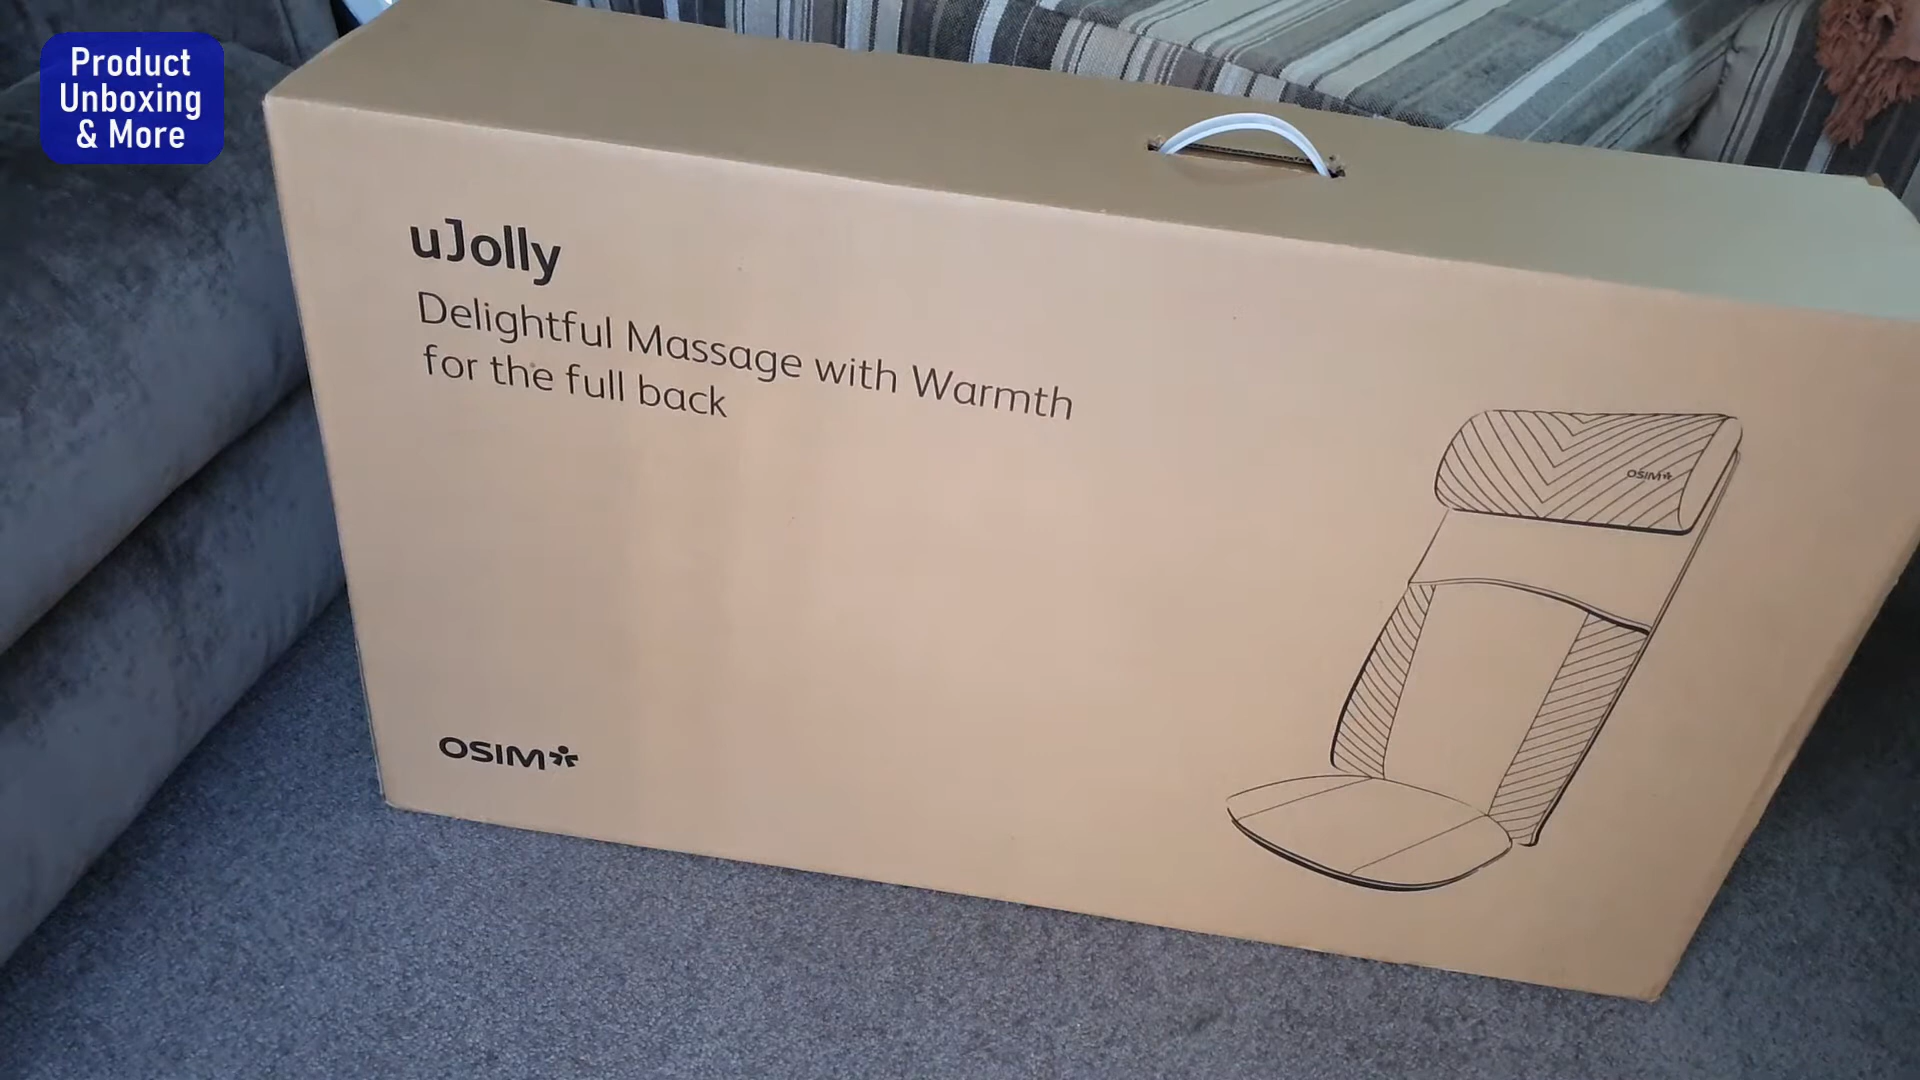 Product
Unboxing
& More
uJolly
Delightful Massage with Warmth
for the full back
OSIM
OSIM